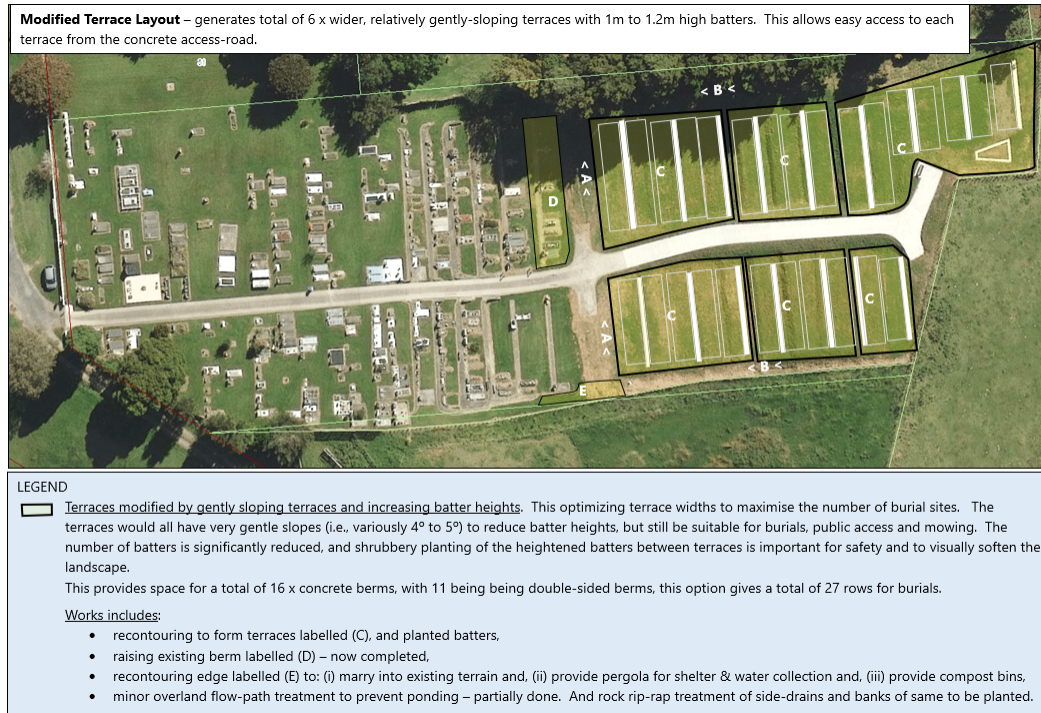 Modified Terrace Layout – generates total of 6 x wider, relatively gently-sloping terraces with 1m to 1.2m high batters. This allows easy access to each
terrace from the concrete access-road.
< B <
C
C
C
< A <
D
C
C
C
< A <
< B <
E
LEGEND
Terraces modified by gently sloping terraces and increasing batter heights. This optimizing terrace widths to maximise the number of burial sites. The
terraces would all have very gentle slopes (i.e., variously 4º to 5º) to reduce batter heights, but still be suitable for burials, public access and mowing. The
number of batters is significantly reduced, and shrubbery planting of the heightened batters between terraces is important for safety and to visually soften the
landscape.
This provides space for a total of 16 x concrete berms, with 11 being being double-sided berms, this option gives a total of 27 rows for burials.
Works includes:
• recontouring to form terraces labelled (C), and planted batters,
• raising existing berm labelled (D) – now completed,
• recontouring edge labelled (E) to: (i) marry into existing terrain and, (ii) provide pergola for shelter & water collection and, (iii) provide compost bins,
• minor overland flow-path treatment to prevent ponding – partially done. And rock rip-rap treatment of side-drains and banks of same to be planted.